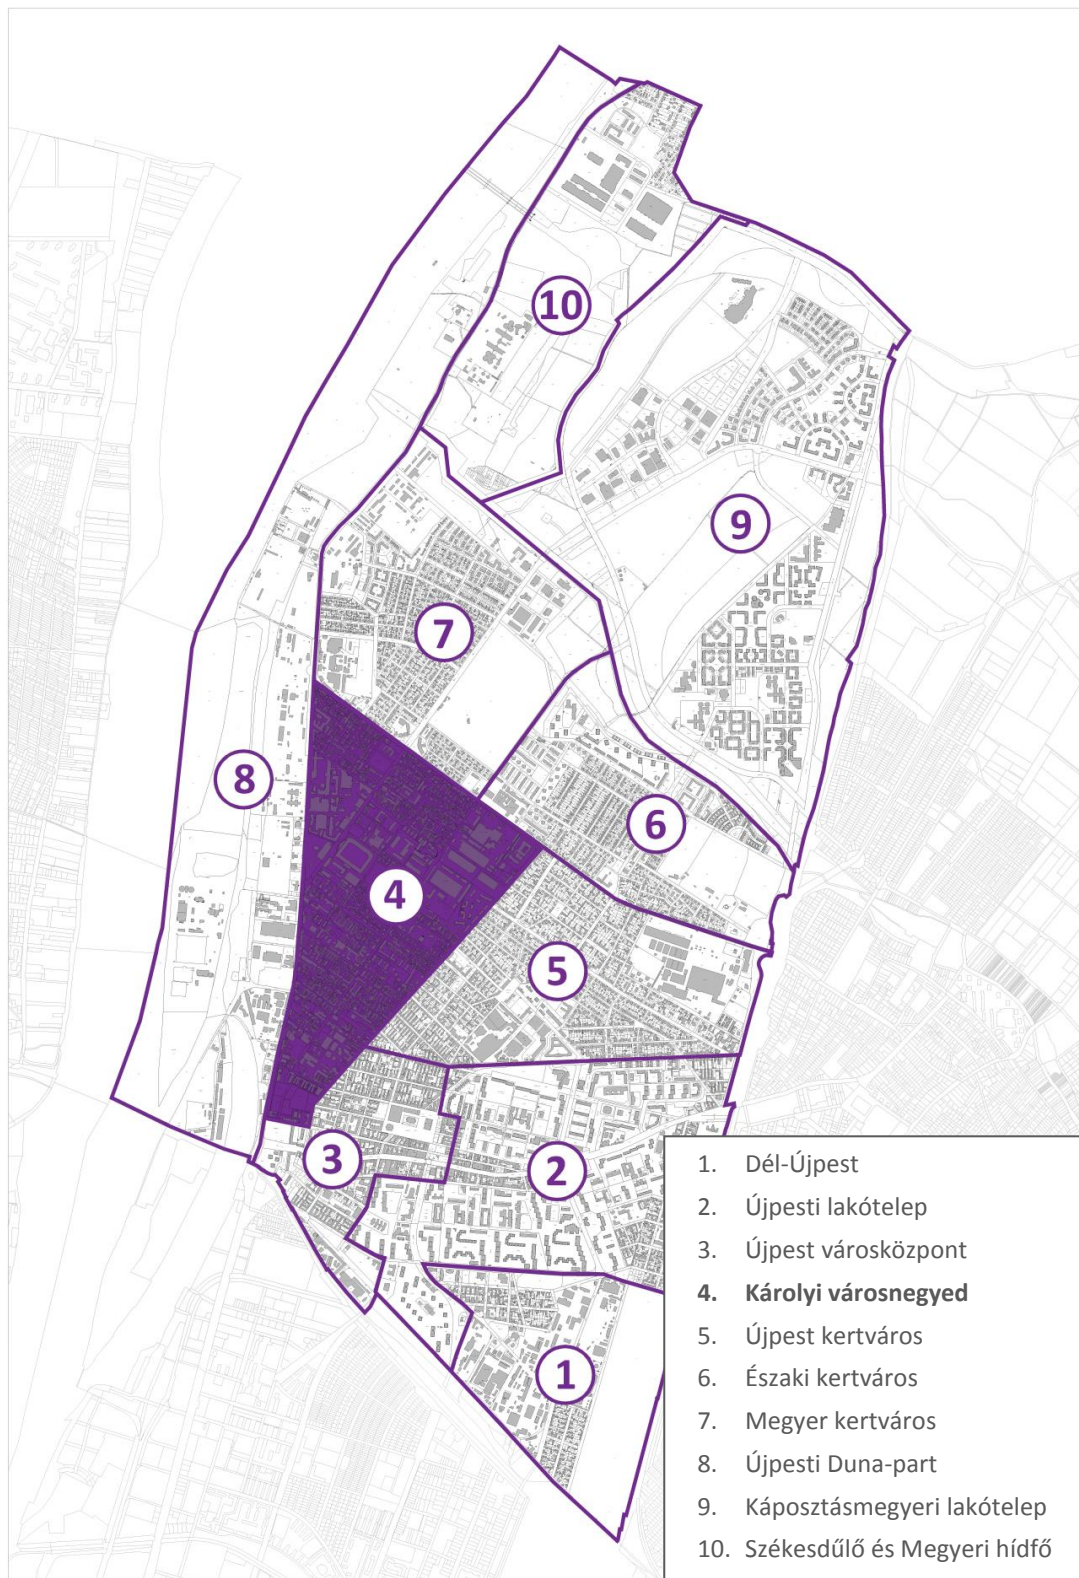 10
9
7
8
6
4
5
3
2
1
1. Dél-Újpest
2. Újpesti lakótelep
3. Újpest városközpont
4. Károlyi városnegyed
5. Újpest kertváros
6. Északi kertváros
7. Megyer kertváros
8. Újpesti Duna-part
9. Káposztásmegyeri lakótelep
10. Székesdűlő és Megyeri hídfő